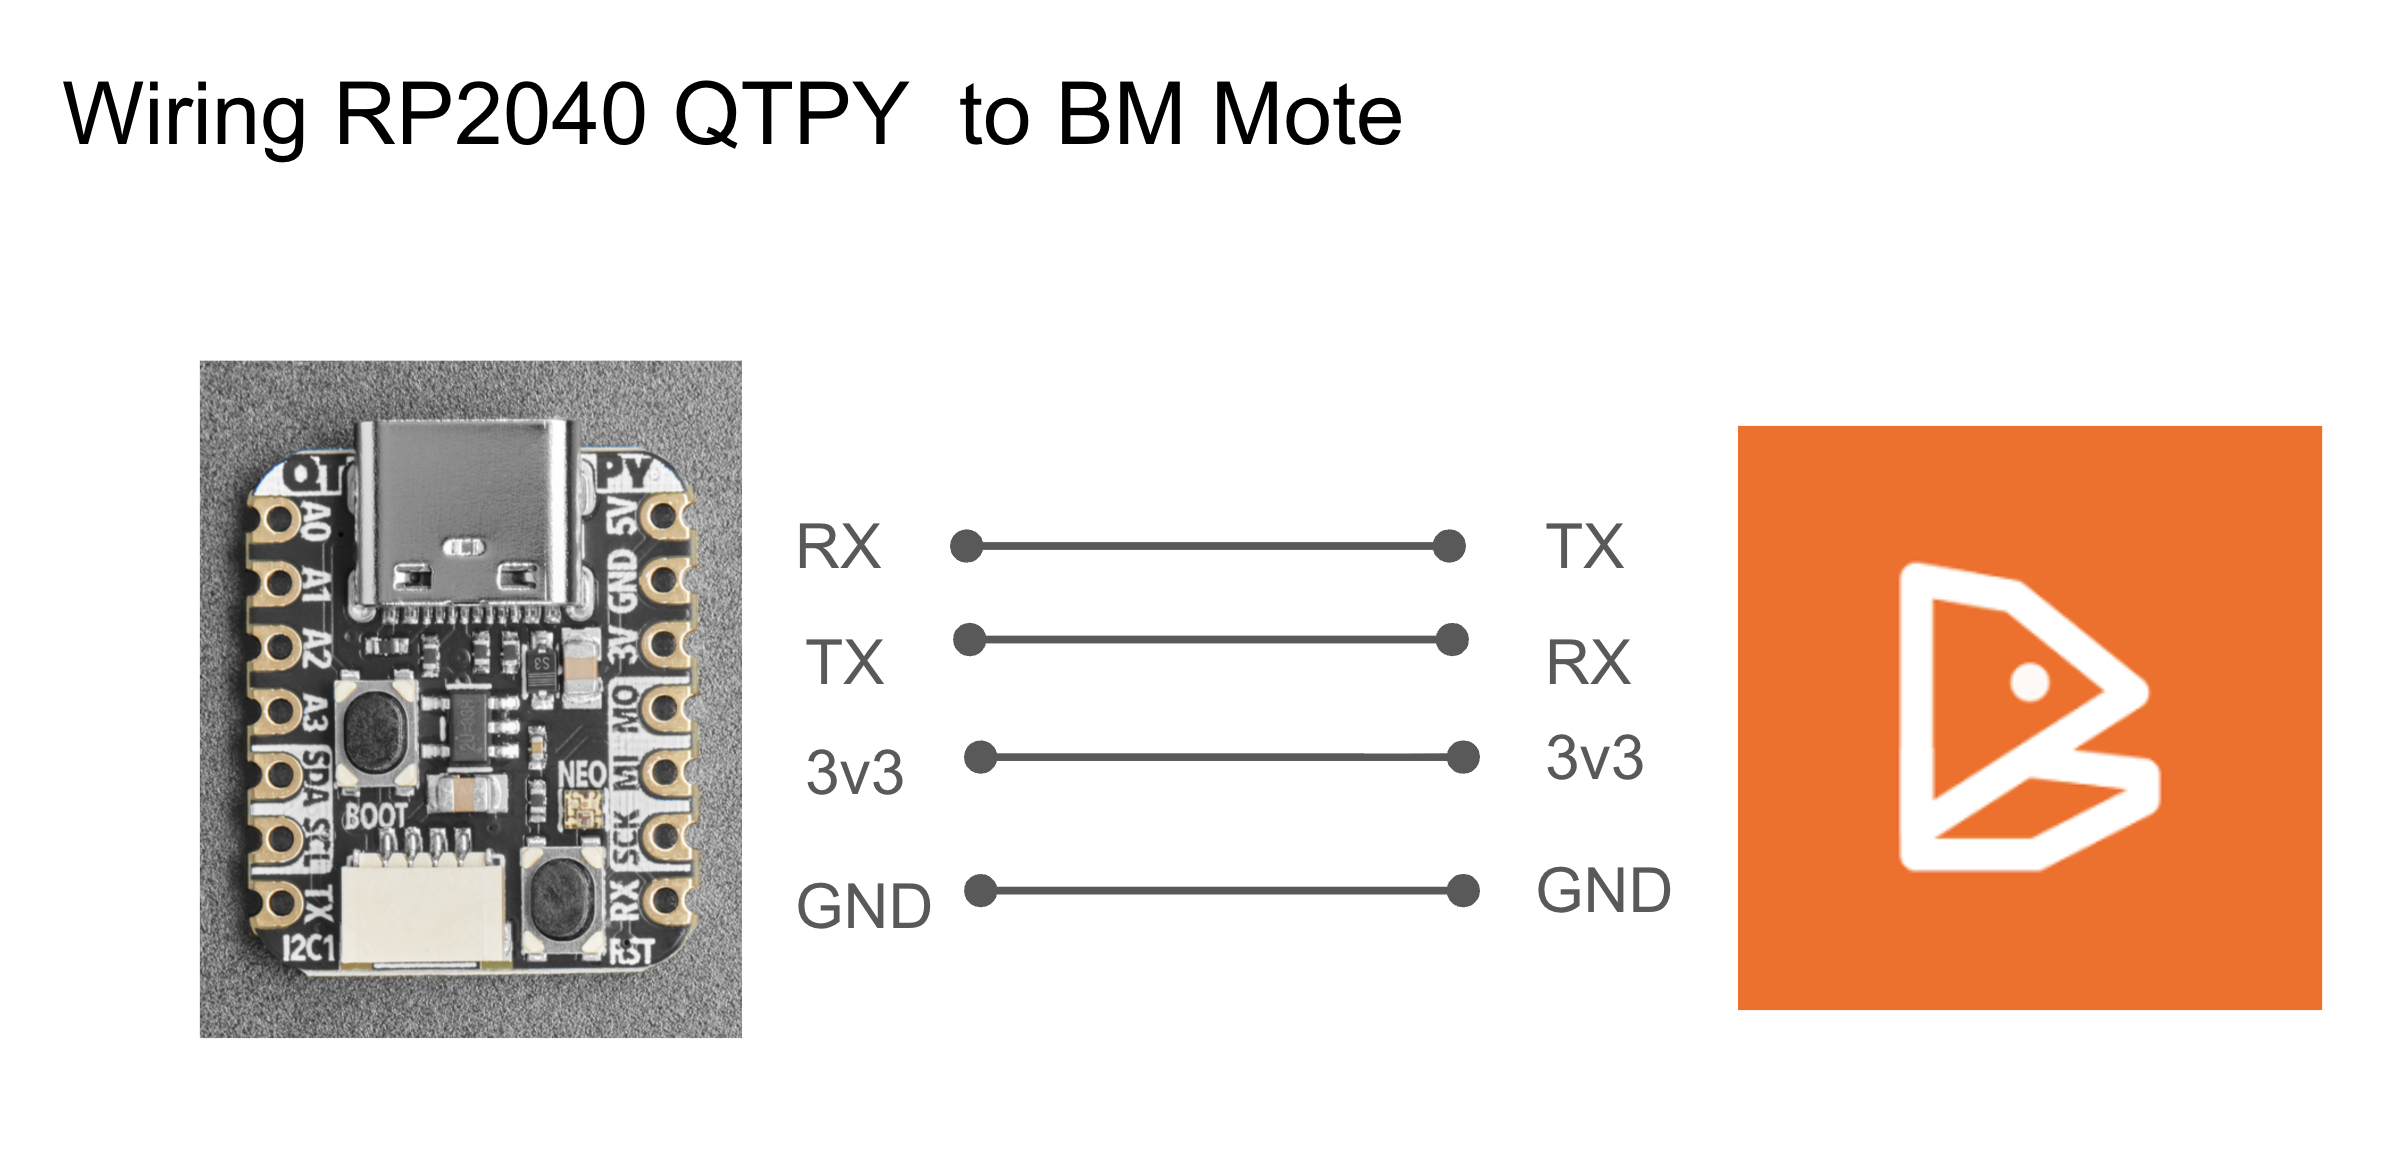 Wiring RP2040 QTPY  to BM Mote
QT
PY
A0
A1
A2
A3
SDA
SCL
TX
I2C1
BOOT
NEO
5V
GND
3V
MO
MI
SCK
RX
RST
RX
TX
TX
RX
3v3
3v3
GND
GND